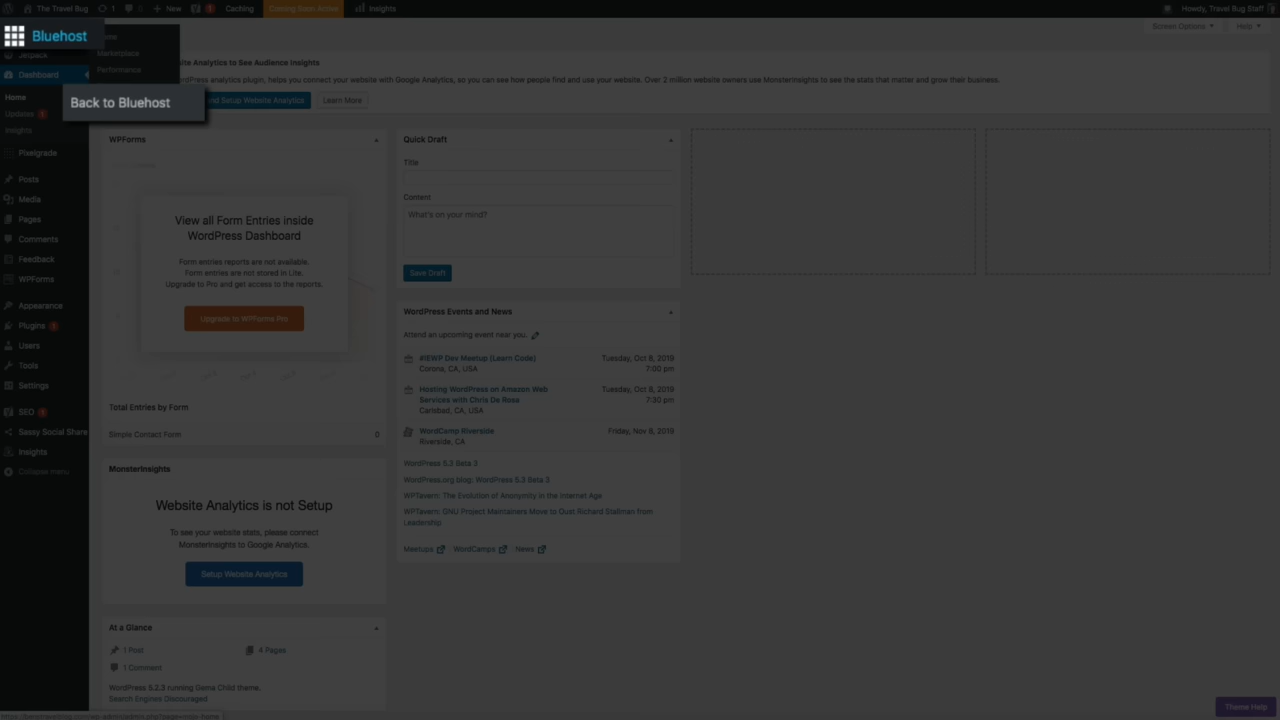 The Travel Bug
1
0
New
1
Caching
Coming Soon Active
Insights
Howdy, Travel Bug Staff
Bluehost
Screen Options
Help
Jetpack
Marketplace
Performance
Dashboard
Home
Updates 1
Insights
Back to Bluehost
Analytics to See Audience Insights
analytics plugin, helps you connect your website with Google Analytics, so you can see how people find and use your website. Over 2 million website owners use MonsterInsights to see the stats that matter and grow their business.
Setup Website Analytics
Learn More
Pixelgrade
Posts
Media
Pages
Comments
Feedback
WPForms
Appearance
Plugins 1
Users
Tools
Settings
SEO 1
Sassy Social Share
Insights
Collapse menu
WPForms
View all Form Entries inside
WordPress Dashboard
Form entries reports are not available.
Form entries are not stored in Lite.
Upgrade to Pro and get access to the reports.
Upgrade to WPForms Pro
Total Entries by Form
Simple Contact Form 0
MonsterInsights
Website Analytics is not Setup
To see your website stats, please connect
MonsterInsights to Google Analytics.
Setup Website Analytics
At a Glance
1 Post
4 Pages
1 Comment
WordPress 5.2.3 running Gema Child theme.
Search Engines Discouraged
Quick Draft
Title
Content
What's on your mind?
Save Draft
WordPress Events and News
Attend an upcoming event near you.
#IEWP Dev Meetup (Learn Code) Tuesday, Oct 8, 2019
Corona, CA, USA 7:00 pm
Hosting WordPress on Amazon Web Tuesday, Oct 8, 2019
Services with Chris De Rosa 7:30 pm
Carlsbad, CA, USA
WordCamp Riverside Friday, Nov 8, 2019
Riverside, CA
WordPress 5.3 Beta 3
WordPress.org blog: WordPress 5.3 Beta 3
WPTavern: The Evolution of Anonymity in the Internet Age
WPTavern: GNU Project Maintainers Move to Oust Richard Stallman from
Leadership
Meetups WordCamps News
Theme Help